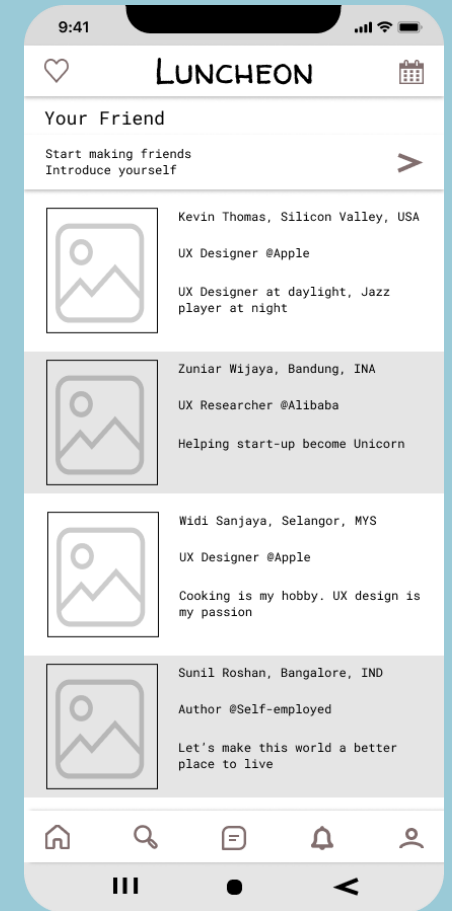 9:41
LUNCHEON
Your Friend
Start making friends
Introduce yourself
Kevin Thomas, Silicon Valley, USA
UX Designer @Apple
UX Designer at daylight, Jazz
player at night
Zuniar Wijaya, Bandung, INA
UX Researcher @Alibaba
Helping start-up become Unicorn
Widi Sanjaya, Selangor, MYS
UX Designer @Apple
Cooking is my hobby. UX design is
my passion
Sunil Roshan, Bangalore, IND
Author @Self-employed
Let's make this world a better
place to live